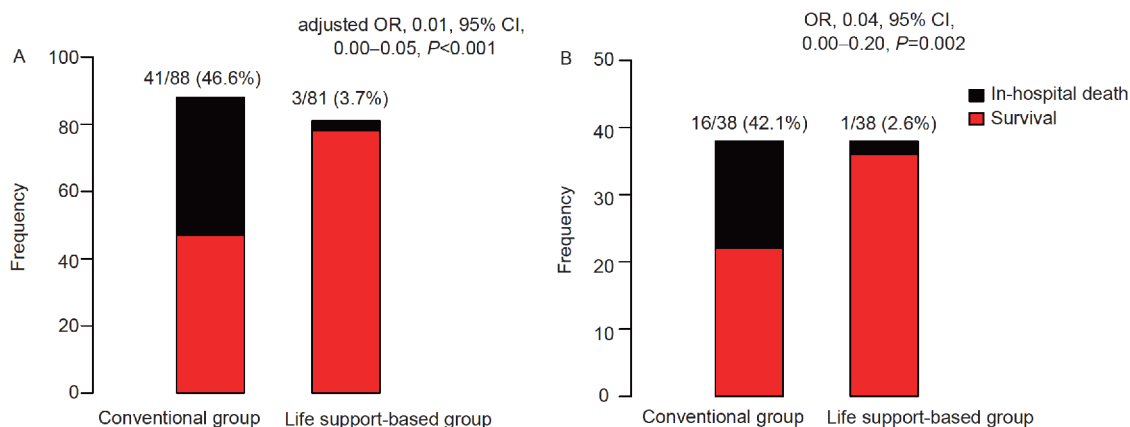 A
adjusted OR, 0.01, 95% CI,
0.00–0.05, P<0.001
41/88 (46.6%)
3/81 (3.7%)
Frequency
100
80
60
40
20
0
Conventional group
Life support-based group
B
OR, 0.04, 95% CI,
0.00–0.20, P=0.002
16/38 (42.1%)
1/38 (2.6%)
In-hospital death
Survival
Frequency
50
40
30
20
10
0
Conventional group
Life support-based group